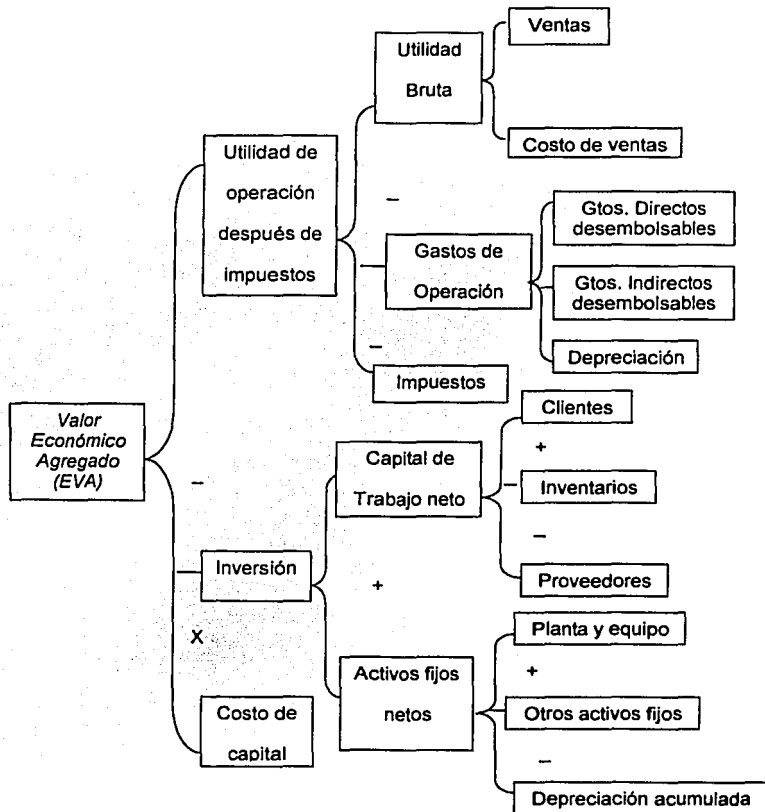 Ventas
Utilidad
Bruta
Costo de ventas
Utilidad de
operación
después de
impuestos
−
Gtos. Directos
desembolsables
Gastos de
Operación
Gtos. Indirectos
desembolsables
−
Depreciación
Impuestos
Clientes
Valor
Económico
Agregado
(EVA)
+
Capital de
Trabajo neto
−
Inventarios
−
Inversión
+
Proveedores
Planta y equipo
X
+
Activos fijos
netos
Otros activos fijos
Costo de
capital
−
Depreciación acumulada